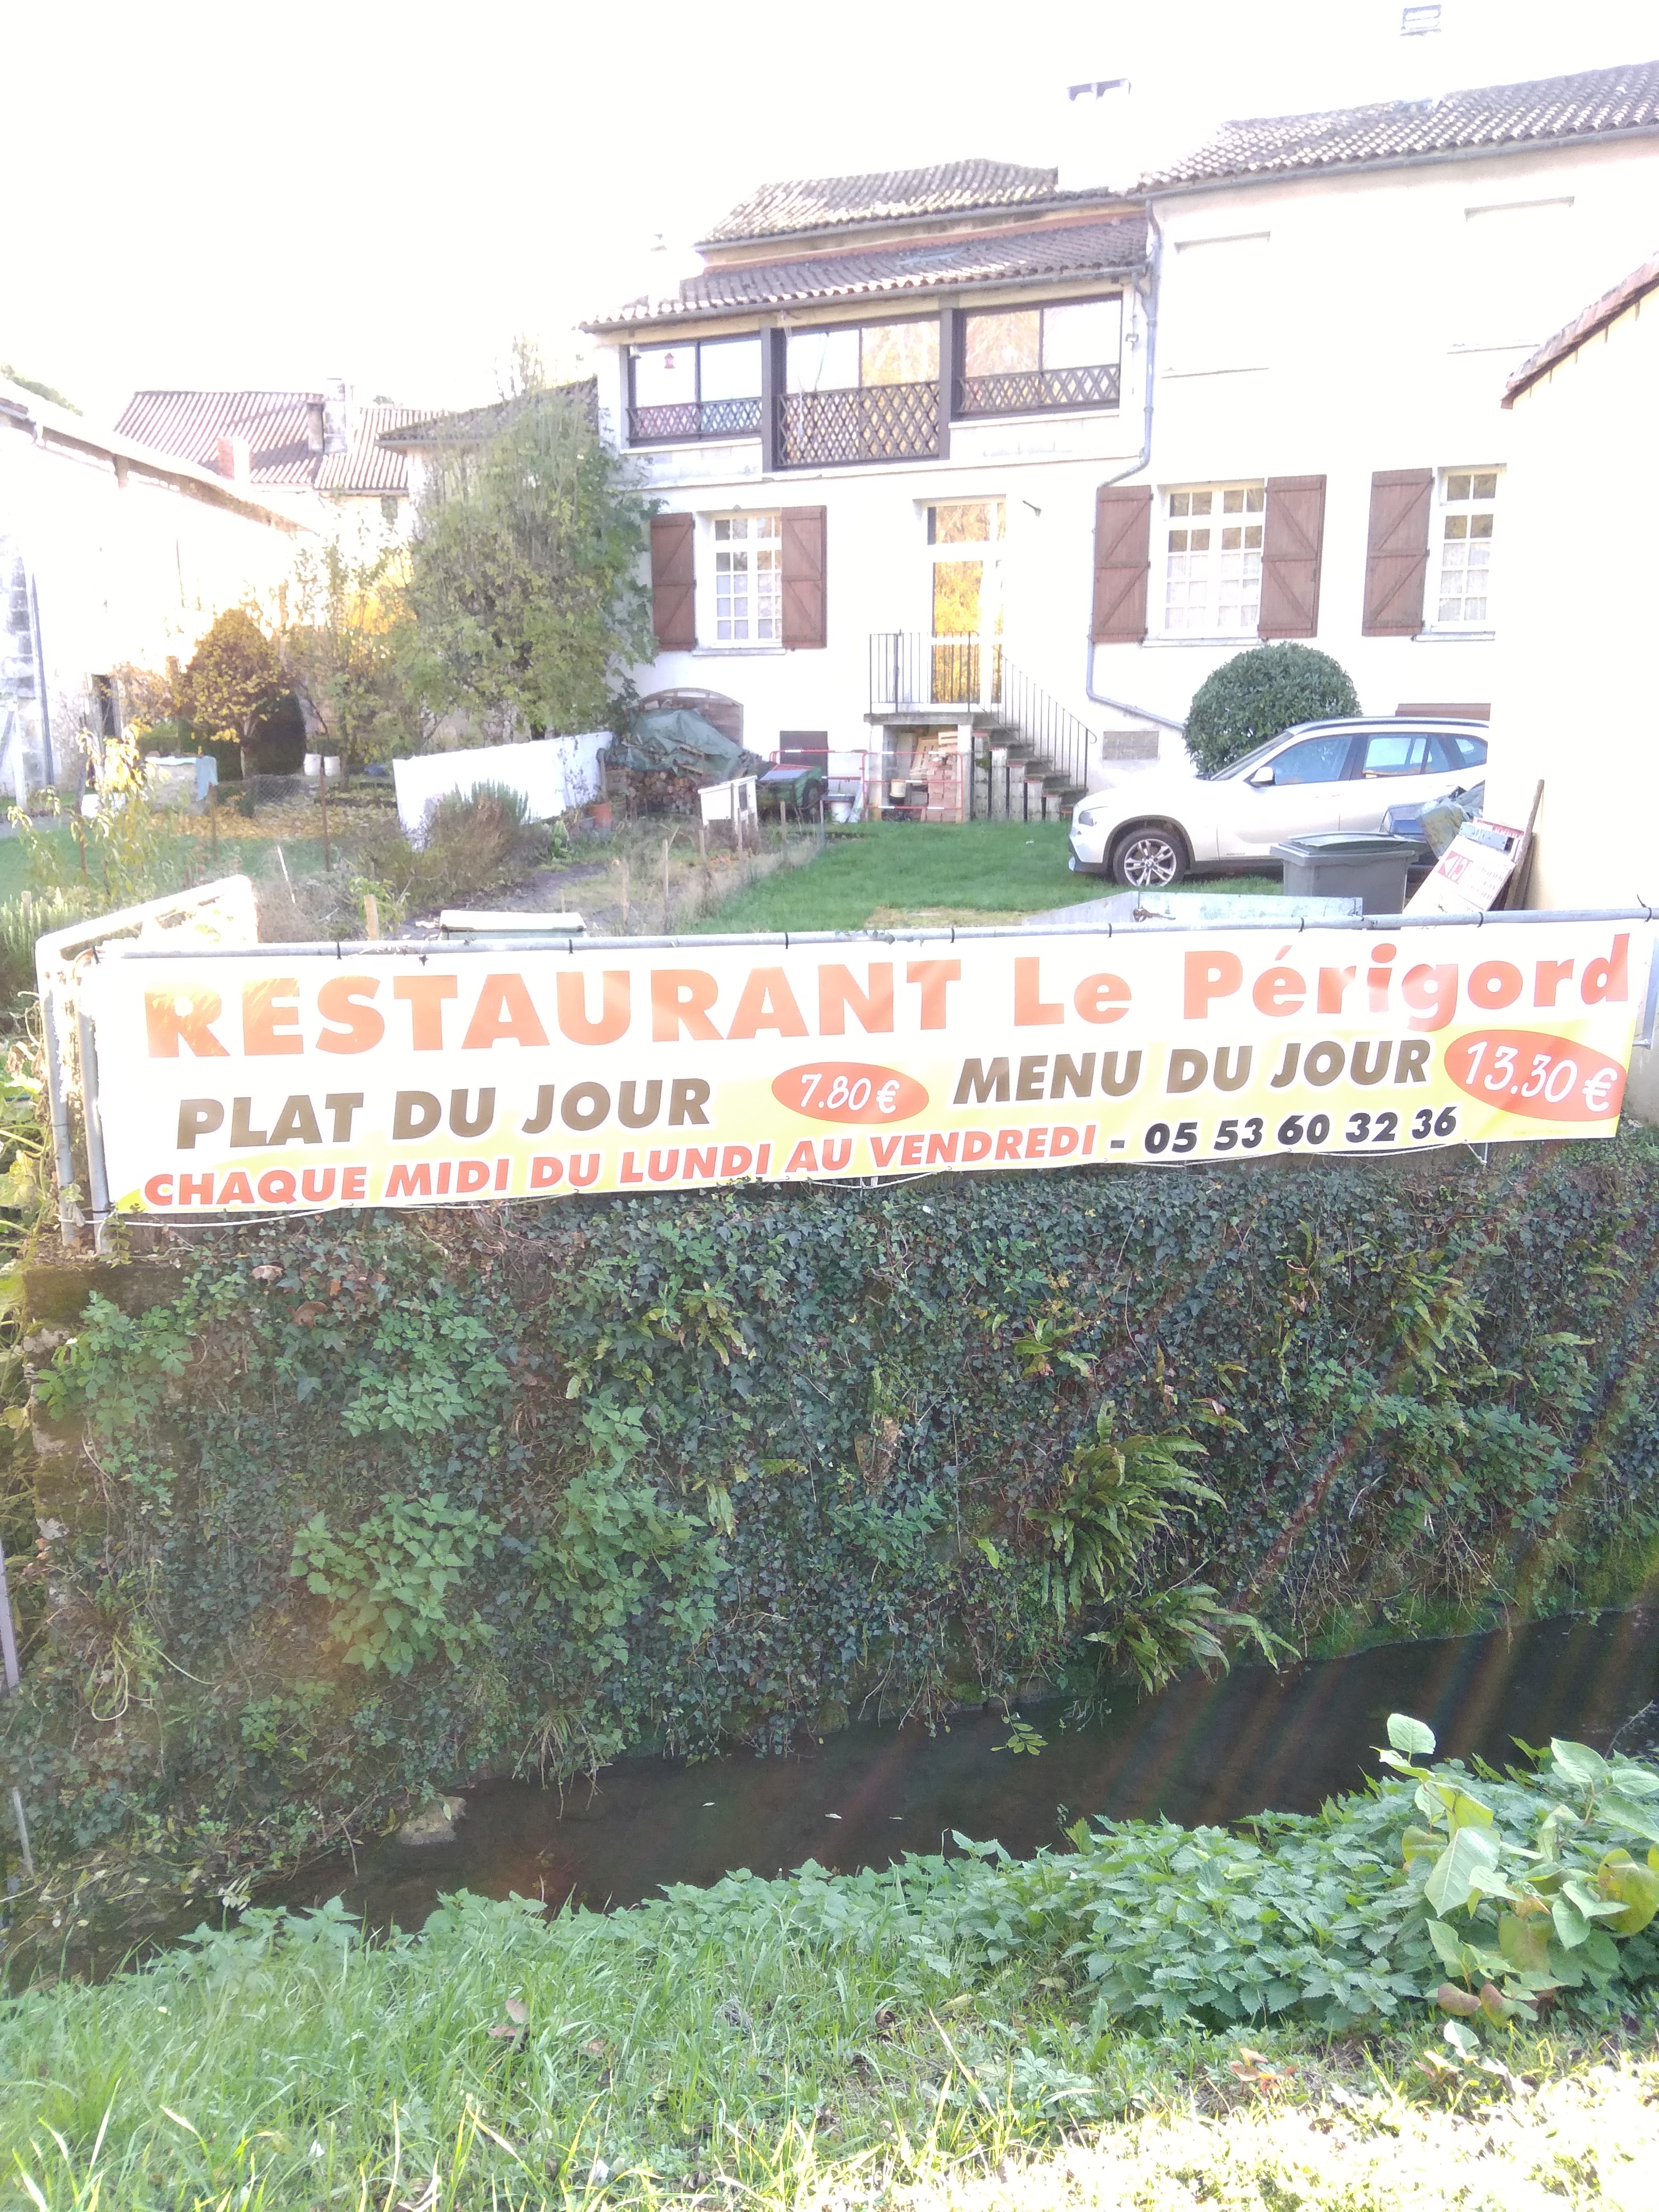 RESTAURANT Le Périgord
PLAT DU JOUR 7.80 € MENU DU JOUR 13.30 €
CHAQUE MIDI DU LUNDI AU VENDREDI - 05 53 60 32 36